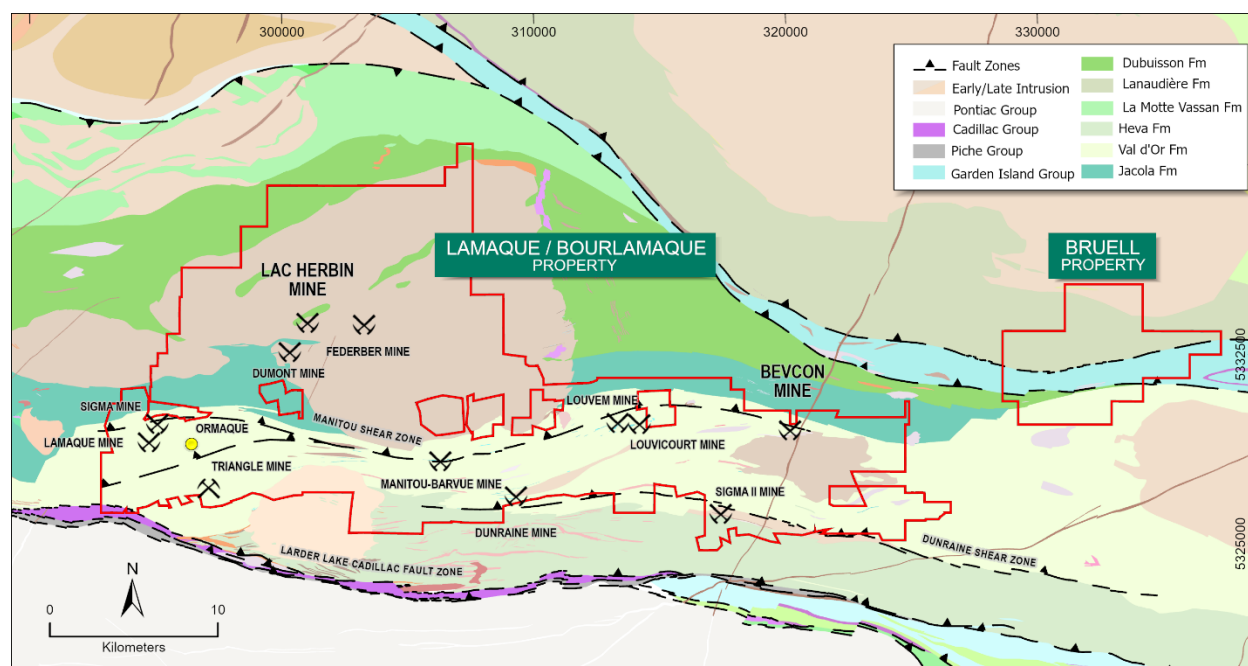 300000
310000
320000
330000
Fault Zones
Early/Late Intrusion
Pontiac Group
Cadillac Group
Piche Group
Garden Island Group
Dubuisson Fm
Lanaudière Fm
La Motte Vassan Fm
Heva Fm
Val d'Or Fm
Jacola Fm
LAMAQUE / BOURLAMAQUE
PROPERTY
BRUELL
PROPERTY
LAC HERBIN
MINE
FEDERBER MINE
DUMONT MINE
5332500
BEVCON
MINE
SIGMA MINE
LOUVEM MINE
MANITOU SHEAR ZONE
ORMAQUE
LAMAQUE MINE
LOUVICOURT MINE
TRIANGLE MINE
MANITOU-BARVUE MINE
SIGMA II MINE
DUNRAINE MINE
DUNRAINE SHEAR ZONE
5325000
LARDER LAKE CADILLAC FAULT ZONE
N
0
10
Kilometers